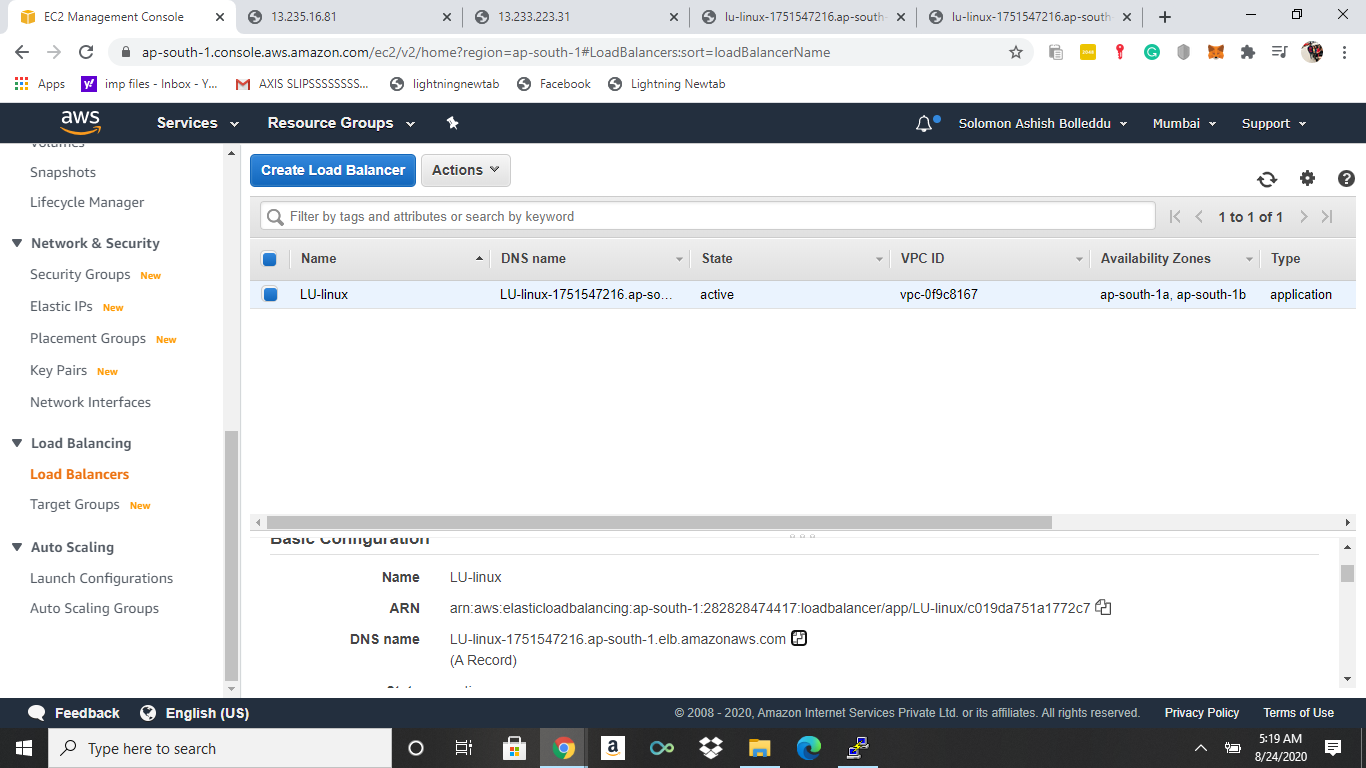 EC2 Management Console
13.235.16.81
13.233.223.31
lu-linux-1751547216.ap-south-
lu-linux-1751547216.ap-south-
ap-south-1.console.aws.amazon.com/ec2/v2/home?region=ap-south-1#LoadBalancers:sort=loadBalancerName
Apps
imp files - Inbox - Y...
AXIS SLIPSSSSSSSS...
lightningnewtab
Facebook
Lightning Newtab
aws
Services
Resource Groups
Solomon Ashish Bolleddu
Mumbai
Support
Volumes
Snapshots
Lifecycle Manager
Network & Security
Security Groups New
Elastic IPs New
Placement Groups New
Key Pairs New
Network Interfaces
Load Balancing
Load Balancers
Target Groups New
Auto Scaling
Launch Configurations
Auto Scaling Groups
Create Load Balancer
Actions
Filter by tags and attributes or search by keyword
1 to 1 of 1
Name DNS name State VPC ID Availability Zones Type
LU-linux LU-linux-1751547216.ap-so... active vpc-0f9c8167 ap-south-1a, ap-south-1b application
Basic Configuration
Name LU-linux
ARN arn:aws:elasticloadbalancing:ap-south-1:282828474417:loadbalancer/app/LU-linux/c019da751a1772c7
DNS name LU-linux-1751547216.ap-south-1.elb.amazonaws.com
(A Record)
Feedback
English (US)
© 2008 - 2020, Amazon Internet Services Private Ltd. or its affiliates. All rights reserved.
Privacy Policy
Terms of Use
Type here to search
5:19 AM
8/24/2020